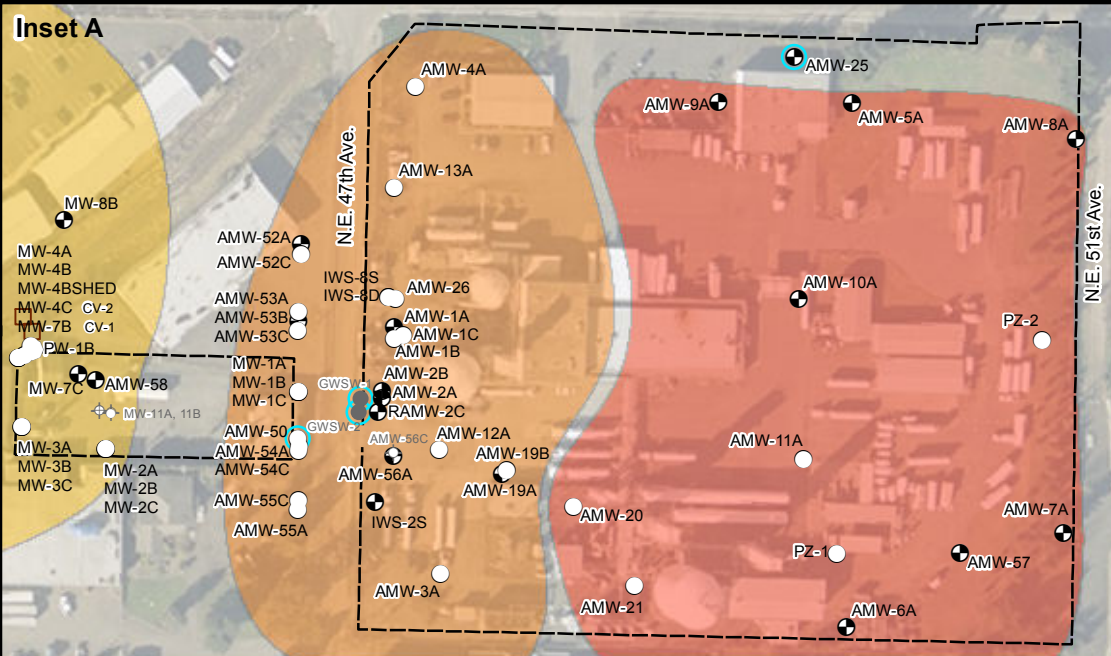 Inset A
AMW-4A
AMW-25
AMW-9A
AMW-5A
AMW-8A
N.E. 47th Ave.
AMW-13A
N.E. 51st Ave.
MW-8B
AMW-52A
AMW-52C
MW-4A
MW-4B
MW-4BSHED
MW-4C CV-2
MW-7B CV-1
PW-1B
IWS-8S
IWS-8D
AMW-26
AMW-10A
AMW-53A
AMW-53B
AMW-53C
AMW-1A
AMW-1C
AMW-1B
PZ-2
MW-1A
MW-1B
MW-1C
MW-7C
AMW-58
GWSW-1
AMW-2B
AMW-2A
RAMW-2C
MW-11A, 11B
GWSW-2
AMW-50
AMW-54A
AMW-54C
AMW-56C
AMW-12A
AMW-11A
MW-3A
MW-3B
MW-3C
MW-2A
MW-2B
MW-2C
AMW-56A
AMW-19B
AMW-19A
AMW-55C
AMW-55A
IWS-2S
AMW-20
AMW-7A
PZ-1
AMW-57
AMW-3A
AMW-21
AMW-6A